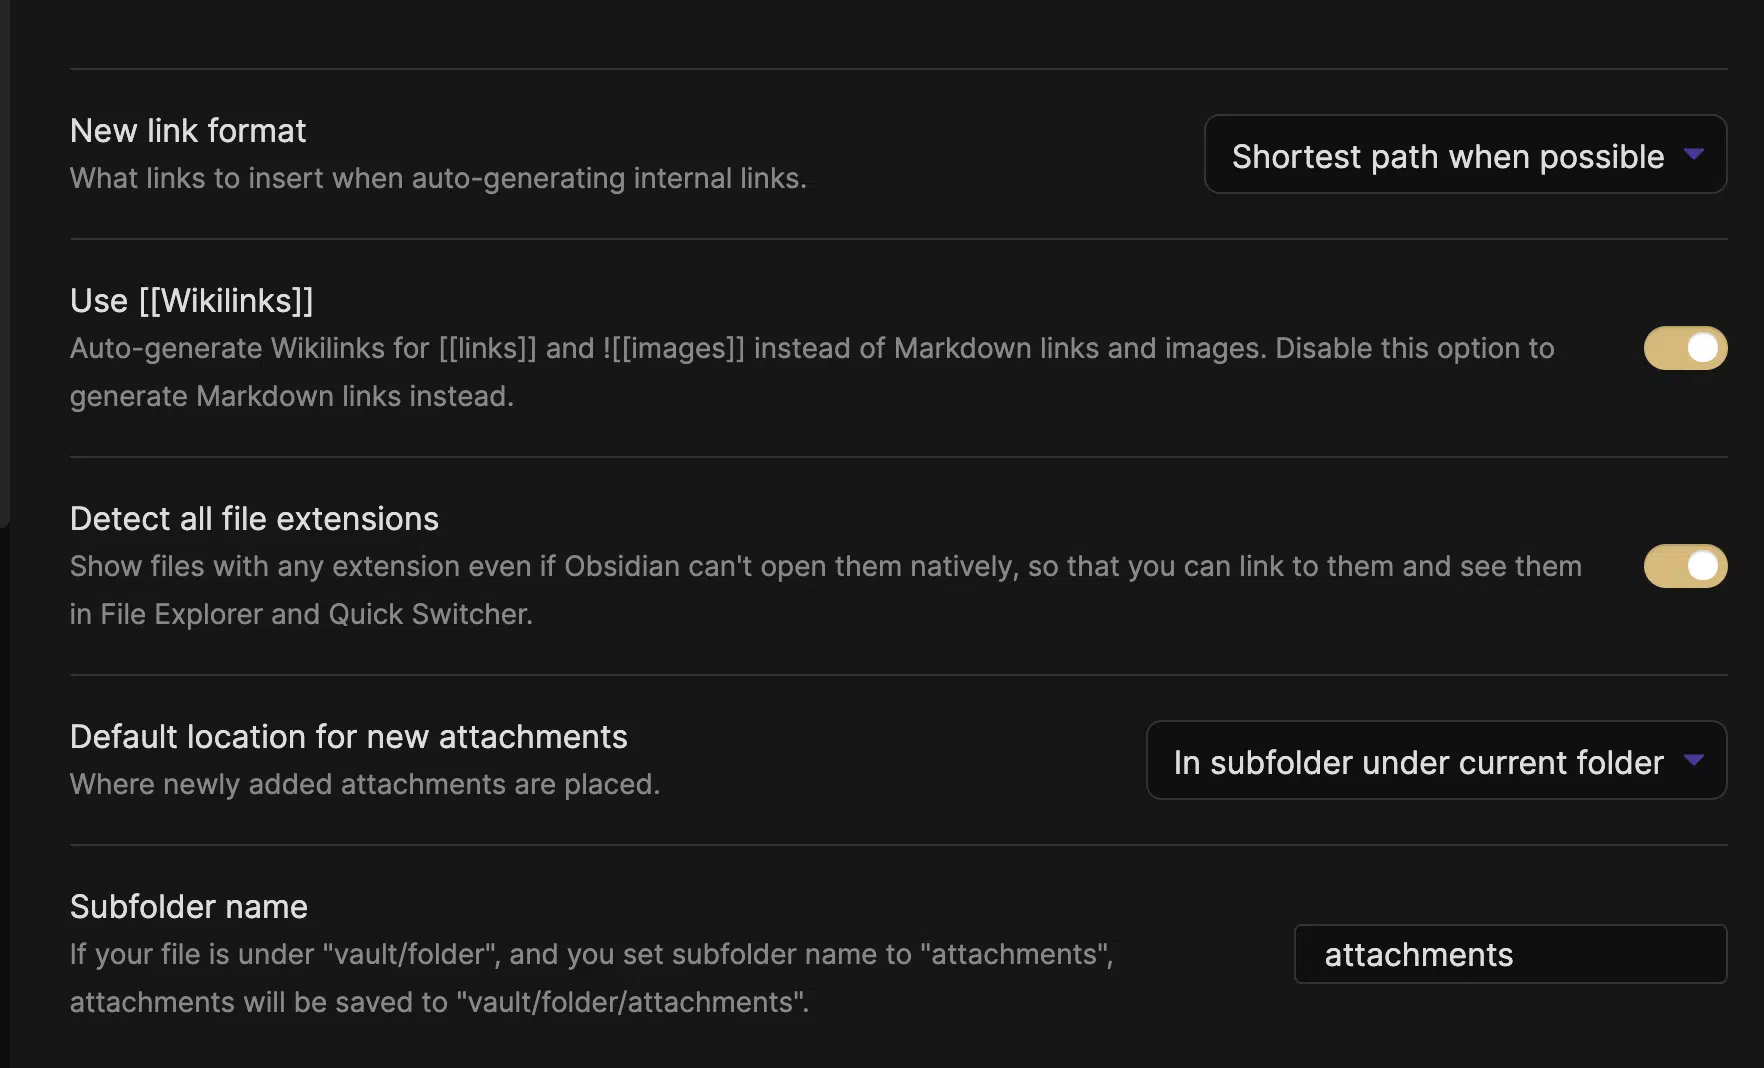 New link format
Shortest path when possible
What links to insert when auto-generating internal links.
Use [[Wikilinks]]
Auto-generate Wikilinks for [[links]] and ![[images]] instead of Markdown links and images. Disable this option to
generate Markdown links instead.
Detect all file extensions
Show files with any extension even if Obsidian can't open them natively, so that you can link to them and see them
in File Explorer and Quick Switcher.
Default location for new attachments
In subfolder under current folder
Where newly added attachments are placed.
Subfolder name
If your file is under "vault/folder", and you set subfolder name to "attachments",
attachments will be saved to "vault/folder/attachments".
attachments